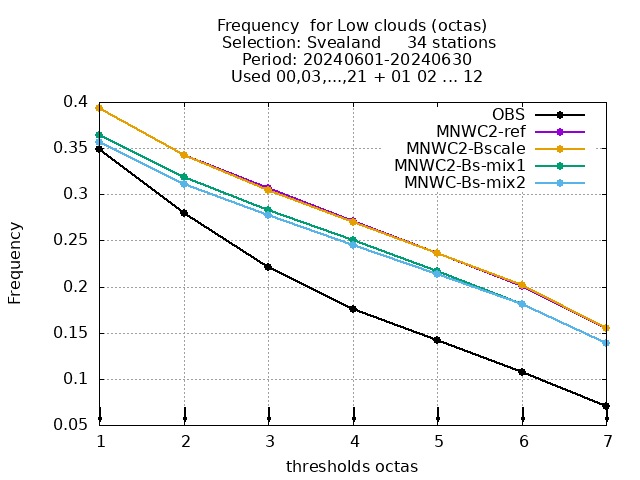 Frequency  for Low clouds (octas)
Selection: Svealand     34 stations
Period: 20240601-20240630
Used 00,03,...,21 + 01 02 ... 12
OBS
MNWC2-ref
MNWC2-Bscale
MNWC2-Bs-mix1
MNWC-Bs-mix2
0.4
0.35
0.3
0.25
0.2
0.15
0.1
0.05
Frequency
1 2 3 4 5 6 7
thresholds octas